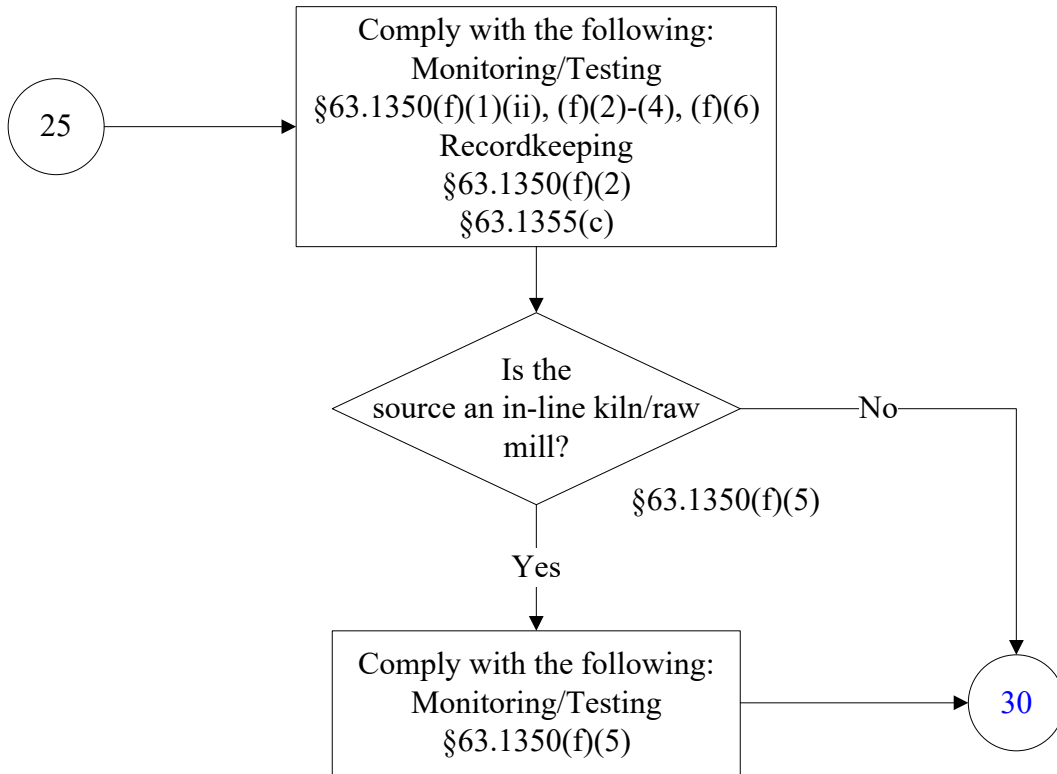 25
Comply with the following:
Monitoring/Testing
§63.1350(f)(1)(ii), (f)(2)-(4), (f)(6)
Recordkeeping
§63.1350(f)(2)
§63.1355(c)
Is the
source an in-line kiln/raw
mill?
No
§63.1350(f)(5)
Yes
Comply with the following:
Monitoring/Testing
§63.1350(f)(5)
30